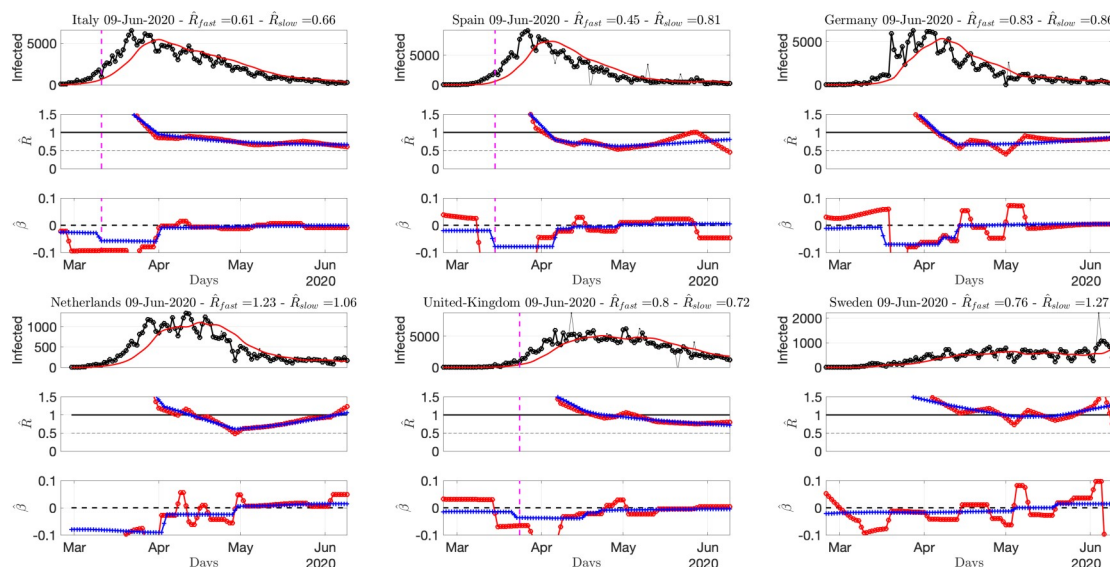 Italy 09-Jun-2020 - R̂fast =0.61 - R̂slow =0.66
Infected
5000
0
R̂
1.5
1
0.5
β̂
0.1
0
-0.1
Mar
Apr
May
Jun
Days
2020
Spain 09-Jun-2020 - R̂fast =0.45 - R̂slow =0.81
Infected
5000
0
R̂
1.5
1
0.5
β̂
0.1
0
-0.1
Mar
Apr
May
Jun
Days
2020
Germany 09-Jun-2020 - R̂fast =0.83 - R̂slow =0.86
Infected
5000
0
R̂
1.5
1
0.5
β̂
0.1
0
-0.1
Mar
Apr
May
Jun
Days
2020
Netherlands 09-Jun-2020 - R̂fast =1.23 - R̂slow =1.06
Infected
1000
500
0
R̂
1.5
1
0.5
β̂
0.1
0
-0.1
Mar
Apr
May
Jun
Days
2020
United-Kingdom 09-Jun-2020 - R̂fast =0.8 - R̂slow =0.72
Infected
5000
0
R̂
1.5
1
0.5
β̂
0.1
0
-0.1
Mar
Apr
May
Jun
Days
2020
Sweden 09-Jun-2020 - R̂fast =0.76 - R̂slow =1.27
Infected
2000
1000
0
R̂
1.5
1
0.5
β̂
0.1
0
-0.1
Mar
Apr
May
Jun
Days
2020